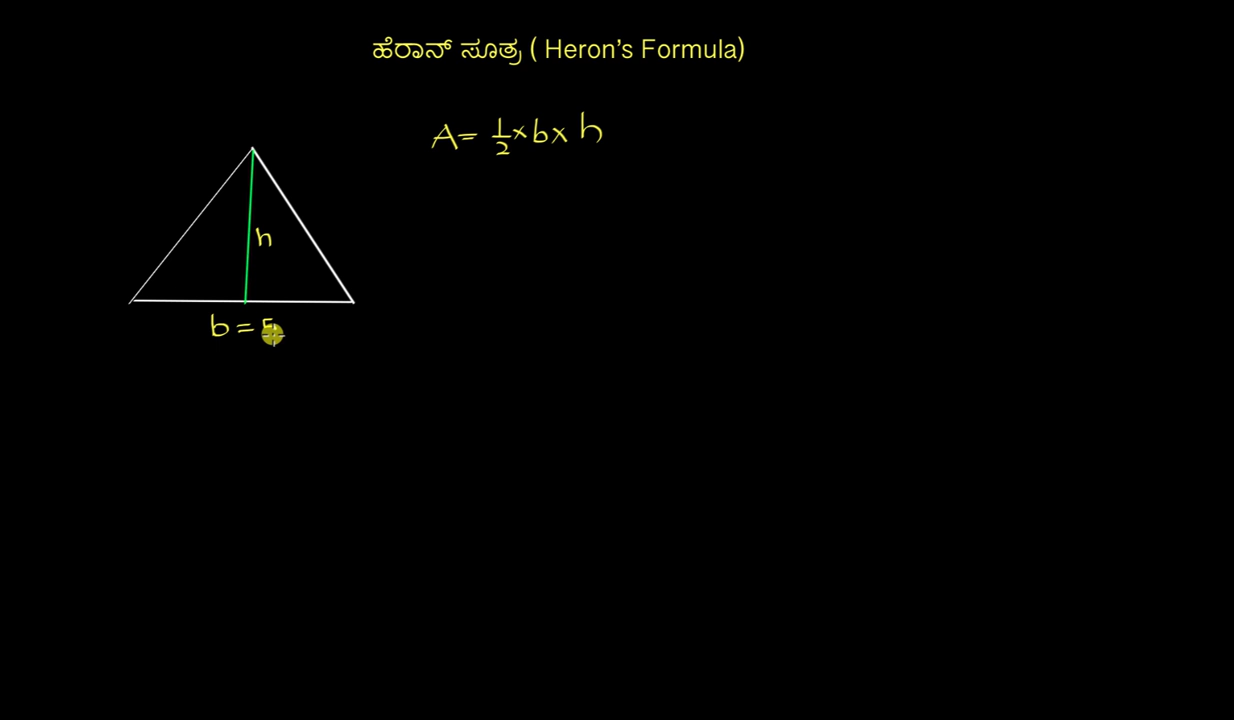 ಹೆರಾನ್ ಸೂತ್ರ ( Heron's Formula)
A= 1/2 × b × h
h
b =